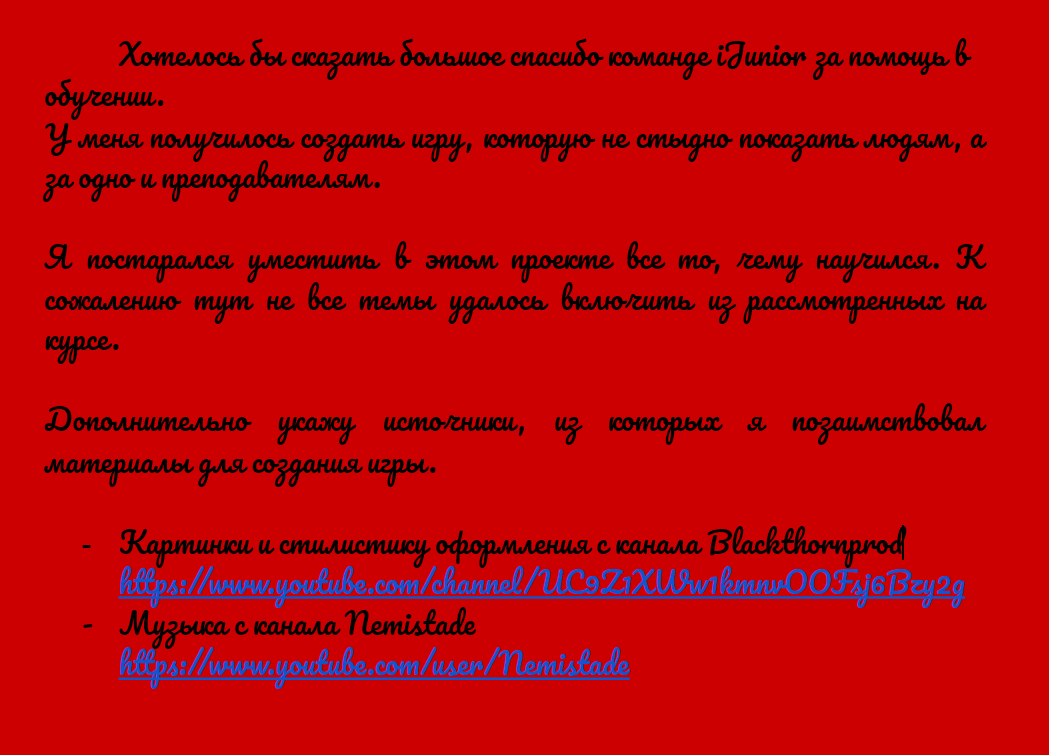 Хотелось бы сказать большое спасибо команде iJunior за помощь в
обучении.
У меня получилось создать игру, которую не стыдно показать людям, а
за одно и преподавателям.
Я постарался уместить в этом проекте все то, чему научился. К
сожалению тут не все темы удалось включить из рассмотренных на
курсе.
Дополнительно укажу источники, из которых я позаимствовал
материалы для создания игры.
- Картинки и стилистику оформления с канала Blackthornprod
https://www.youtube.com/channel/UC9Z1XWw1kmnvOOFsj6Bzy2g
- Музыка с канала Nemistade
https://www.youtube.com/user/Nemistade